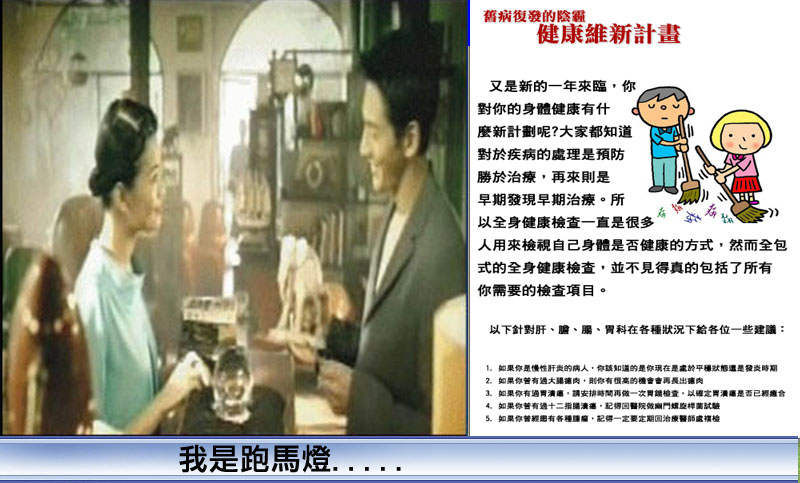 舊病復發的陰霾
健康維新計畫
又是新的一年來臨，你
對你的身體健康有什
麼新計劃呢?大家都知道
對於疾病的處理是預防
勝於治療，再來則是
早期發現早期治療。所
以全身健康檢查一直是很多
人用來檢視自己身體是否健康的方式，然而全包
式的全身健康檢查，並不見得真的包括了所有
你需要的檢查項目。
以下針對肝、膽、腸、胃科在各種狀況下給各位一些建議：
1. 如果你是慢性肝炎的病人，你該知道的是你現在是處於平穩狀態還是發炎時期
2. 如果你曾有過大腸瘜肉，則你有很高的機會會再長出瘜肉
3. 如果你有過胃潰瘍，請安排時間再做一次胃鏡檢查，以確定胃潰瘍是否已經癒合
4. 如果你曾有過十二指腸潰瘍，記得回醫院做幽門螺旋桿菌試驗
5. 如果你曾經患有各種腫瘤，記得一定要定期回治療醫師處複檢
我是跑馬燈.....